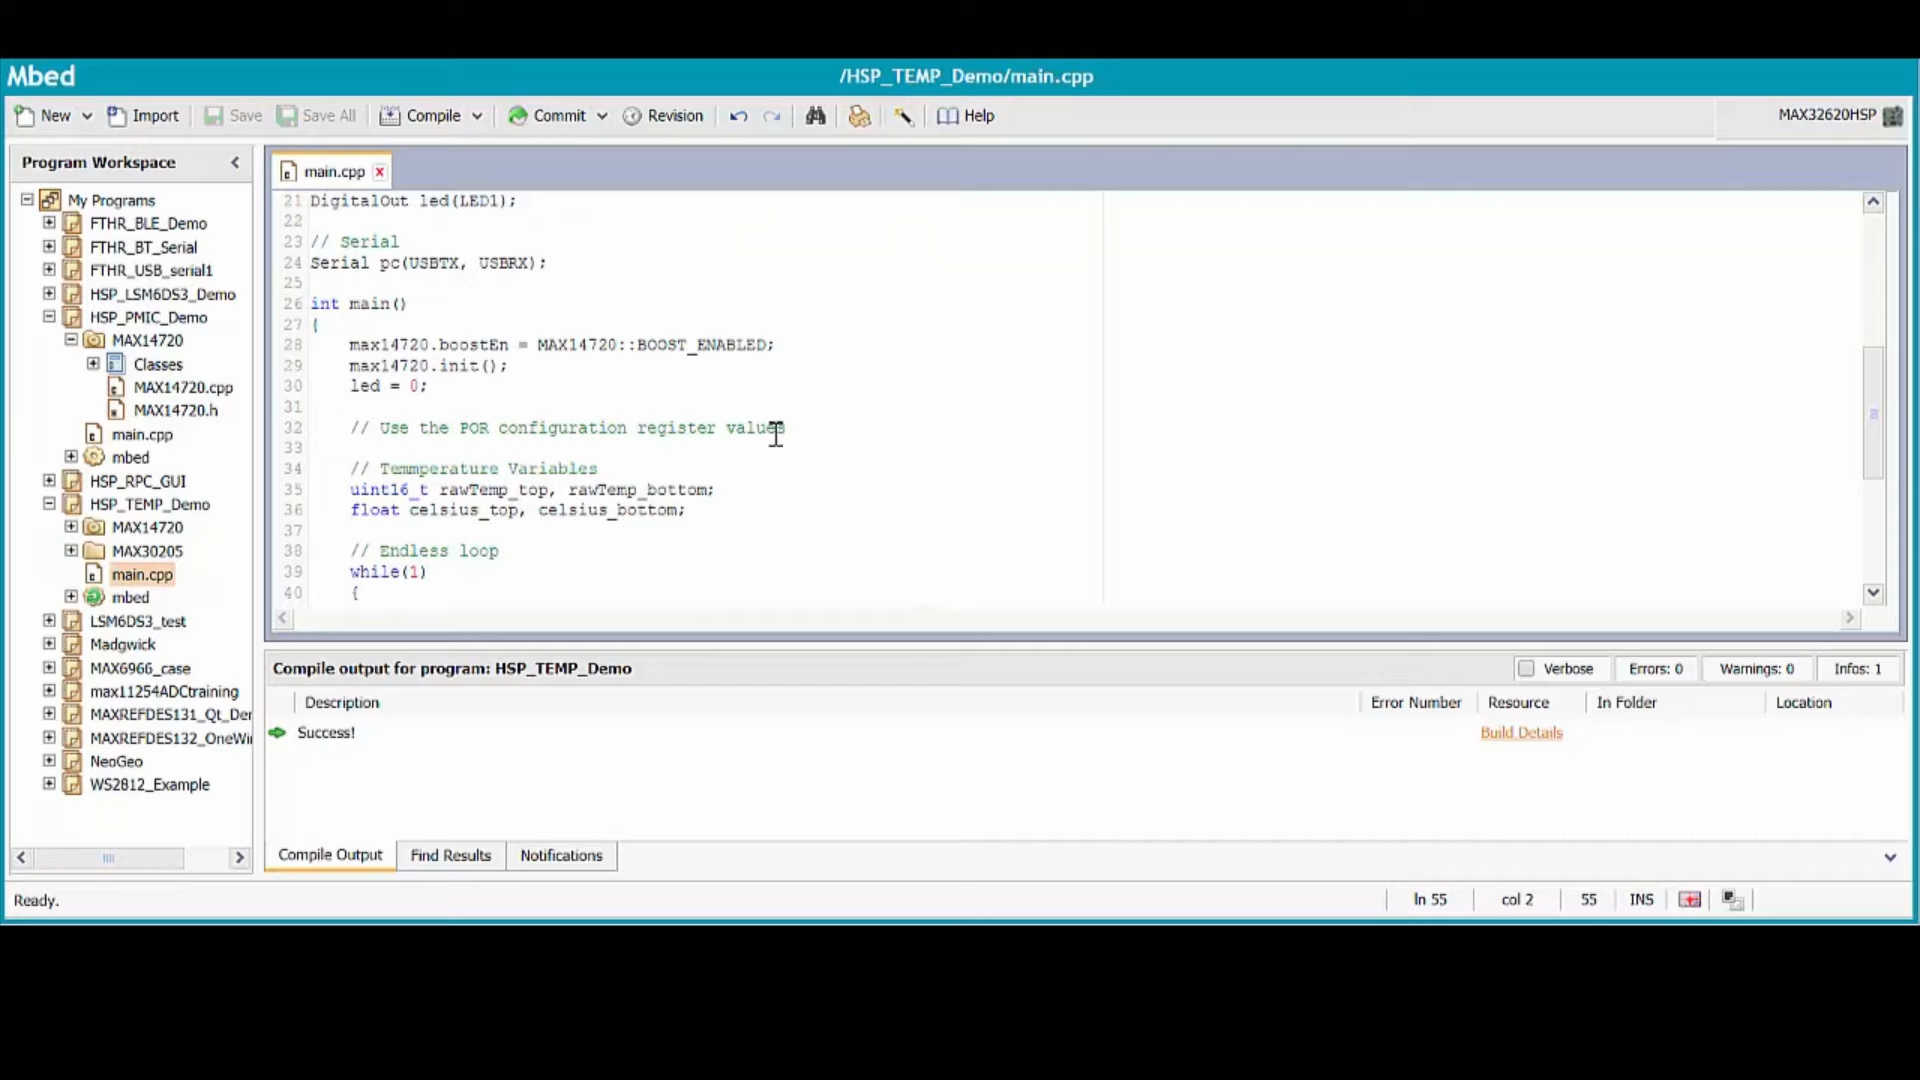 Mbed
/HSP_TEMP_Demo/main.cpp
New Import Save Save All Compile Commit Revision Help MAX32620HSP
Program Workspace
My Programs
FTHR_BLE_Demo
FTHR_BT_Serial
FTHR_USB_serial1
HSP_LSM6DS3_Demo
HSP_PMIC_Demo
MAX14720
Classes
MAX14720.cpp
MAX14720.h
main.cpp
mbed
HSP_RPC_GUI
HSP_TEMP_Demo
MAX14720
MAX30205
main.cpp
mbed
LSM6DS3_test
Madgwick
MAX6966_case
max11254ADCtraining
MAXREFDES131_Qt_Der
MAXREFDES132_OneWi
NeoGeo
WS2812_Example
main.cpp
21 DigitalOut led(LED1);
22
23 // Serial
24 Serial pc(USBTX, USBRX);
25
26 int main()
27 {
28 max14720.boostEn = MAX14720::BOOST_ENABLED;
29 max14720.init();
30 led = 0;
31
32 // Use the POR configuration register values
33
34 // Temmperature Variables
35 uint16_t rawTemp_top, rawTemp_bottom;
36 float celsius_top, celsius_bottom;
37
38 // Endless loop
39 while(1)
40 {
Compile output for program: HSP_TEMP_Demo Verbose Errors: 0 Warnings: 0 Infos: 1
Description Error Number Resource In Folder Location
Success! Build Details
Compile Output Find Results Notifications
Ready. ln 55 col 2 55 INS